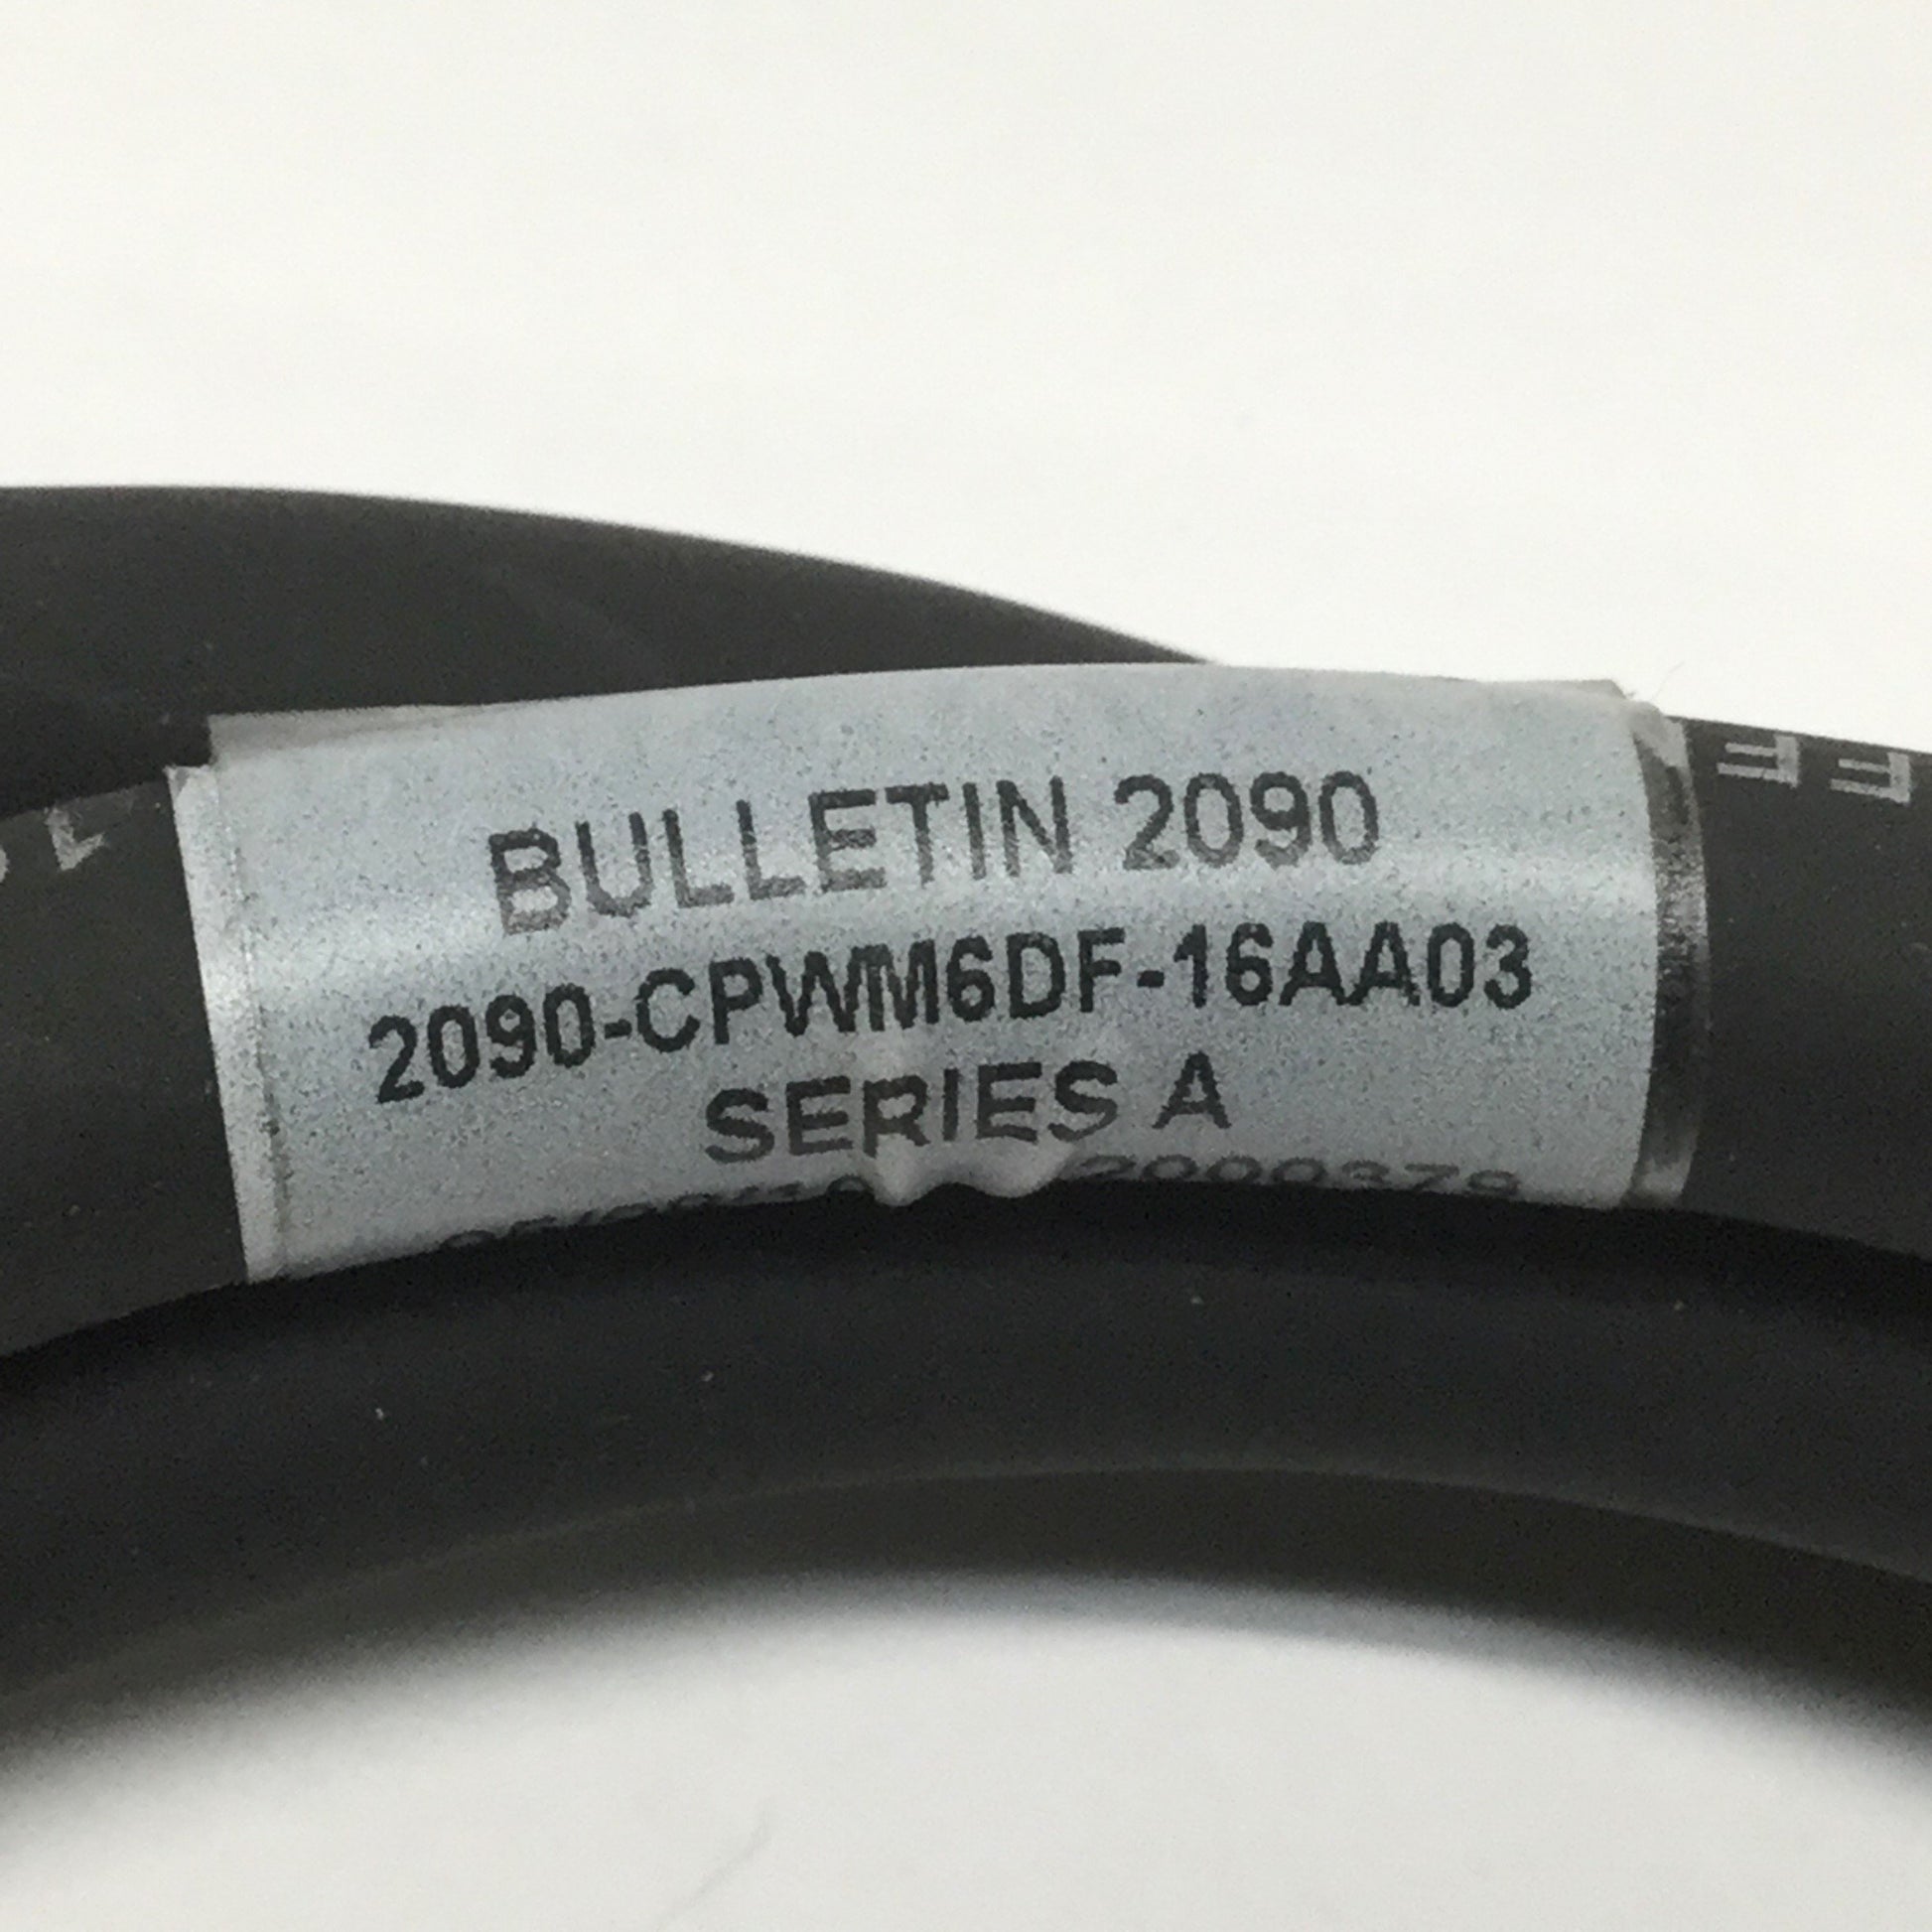 BULLETIN 2090
2090-CPWM6DF-16AA03
SERIES A